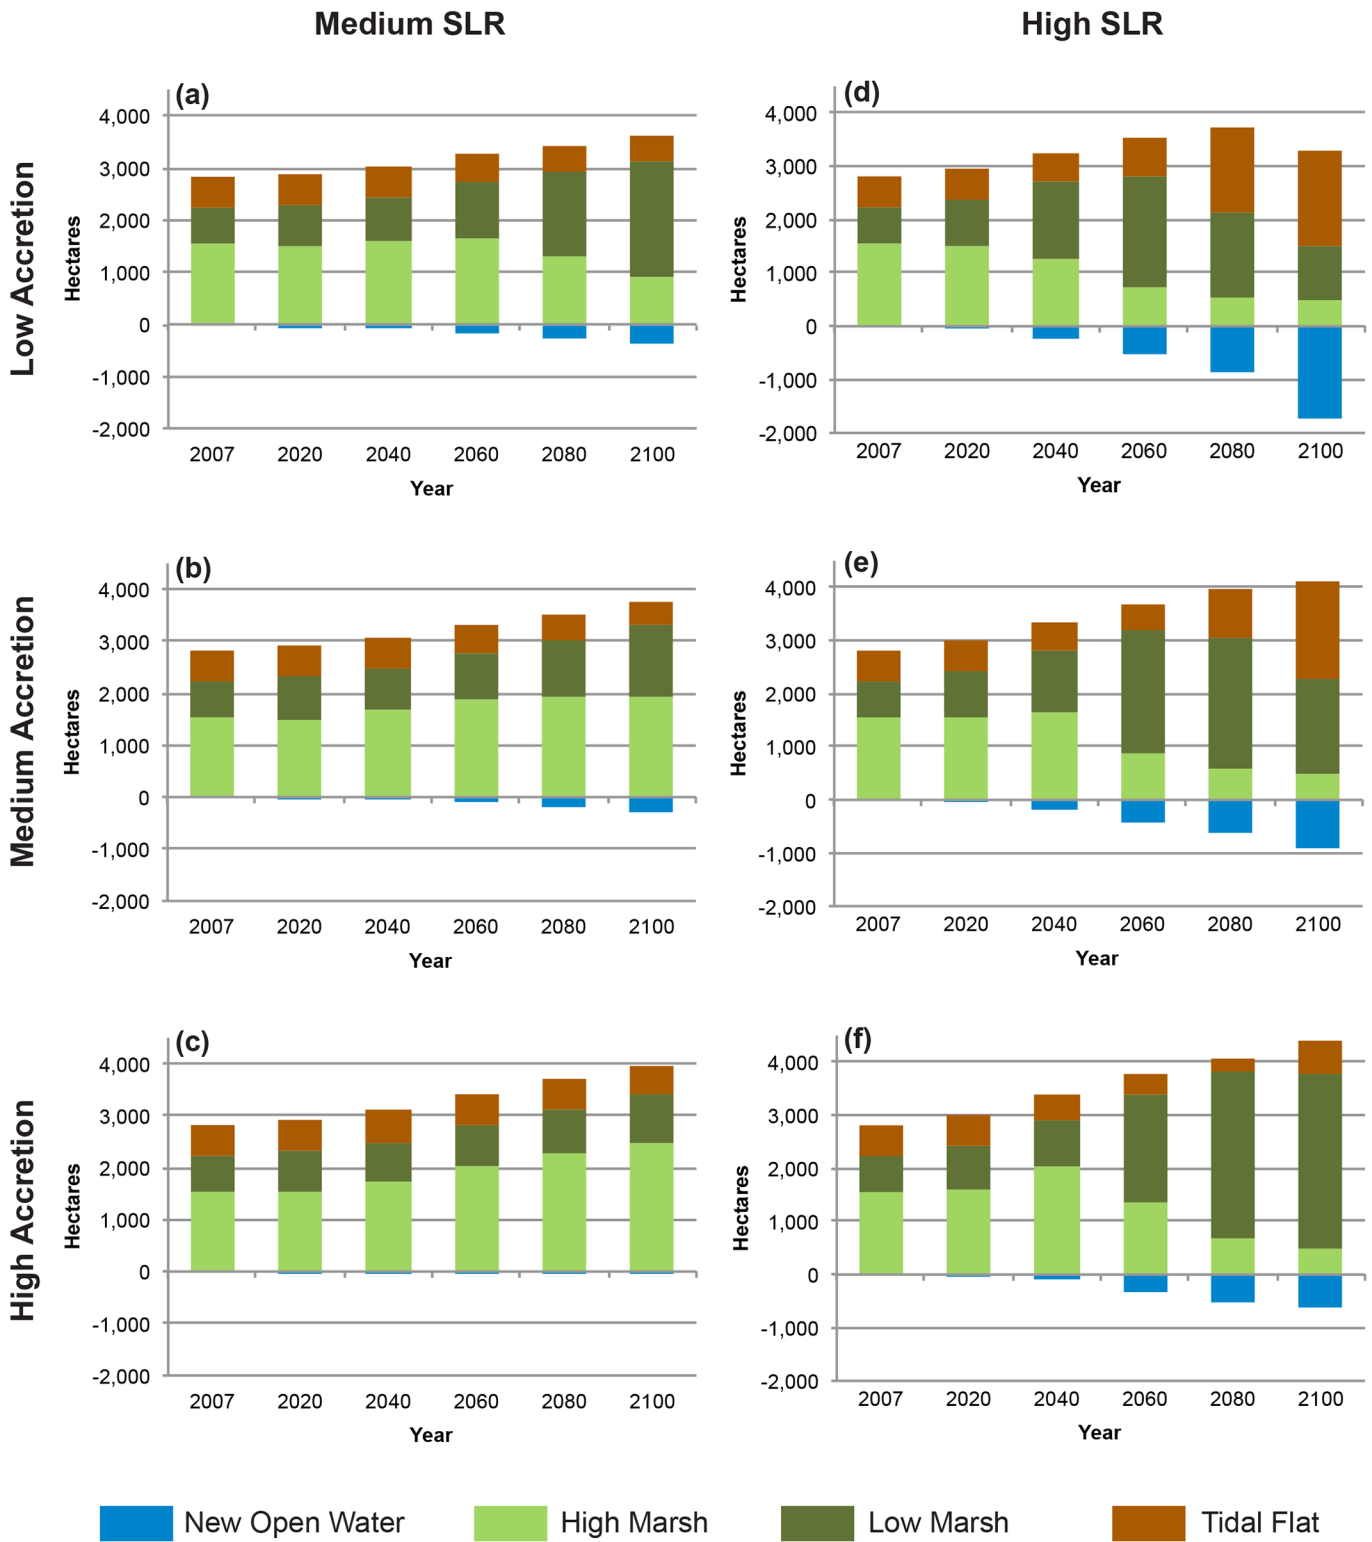 Medium SLR
High SLR
Low Accretion
(a)
4,000
3,000
2,000
1,000
0
-1,000
-2,000
Hectares
2007 2020 2040 2060 2080 2100
Year
(d)
4,000
3,000
2,000
1,000
0
-1,000
-2,000
Hectares
2007 2020 2040 2060 2080 2100
Year
Medium Accretion
(b)
4,000
3,000
2,000
1,000
0
-1,000
-2,000
Hectares
2007 2020 2040 2060 2080 2100
Year
(e)
4,000
3,000
2,000
1,000
0
-1,000
-2,000
Hectares
2007 2020 2040 2060 2080 2100
Year
High Accretion
(c)
4,000
3,000
2,000
1,000
0
-1,000
-2,000
Hectares
2007 2020 2040 2060 2080 2100
Year
(f)
4,000
3,000
2,000
1,000
0
-1,000
-2,000
Hectares
2007 2020 2040 2060 2080 2100
Year
New Open Water
High Marsh
Low Marsh
Tidal Flat